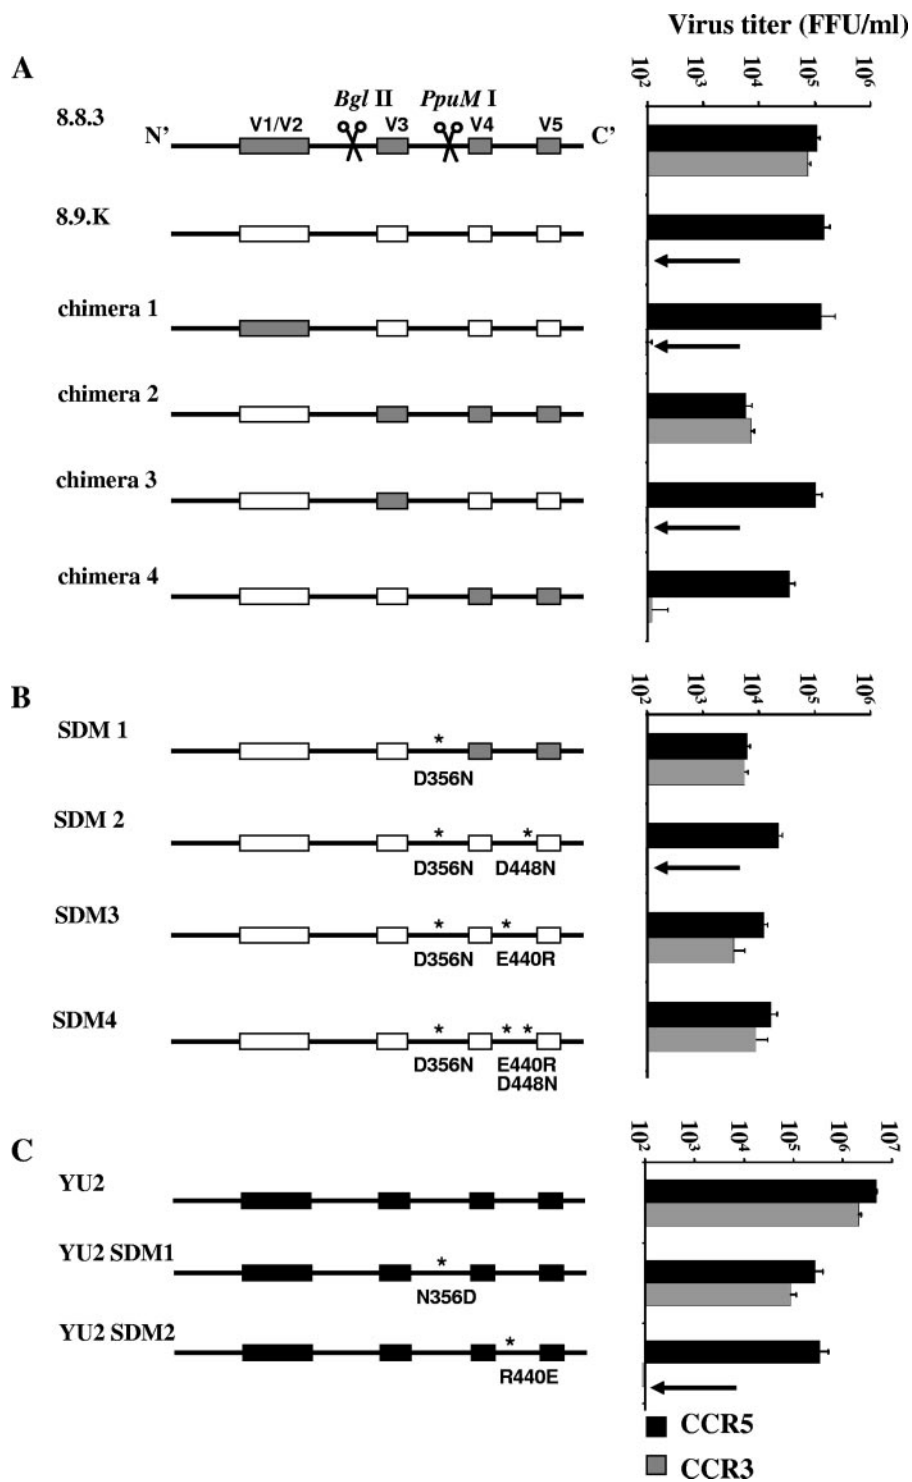 Virus titer (FFU/ml)
10² 10³ 10⁴ 10⁵ 10⁶
A
8.8.3
Bgl II PpuM I
N' V1/V2 V3 V4 V5 C'
8.9.K
chimera 1
chimera 2
chimera 3
chimera 4
10² 10³ 10⁴ 10⁵ 10⁶
B
SDM 1
*
D356N
SDM 2
* *
D356N D448N
SDM3
* *
D356N E440R
SDM4
* * *
D356N E440R
D448N
10² 10³ 10⁴ 10⁵ 10⁶ 10⁷
C
YU2
YU2 SDM1
*
N356D
YU2 SDM2
*
R440E
CCR5
CCR3